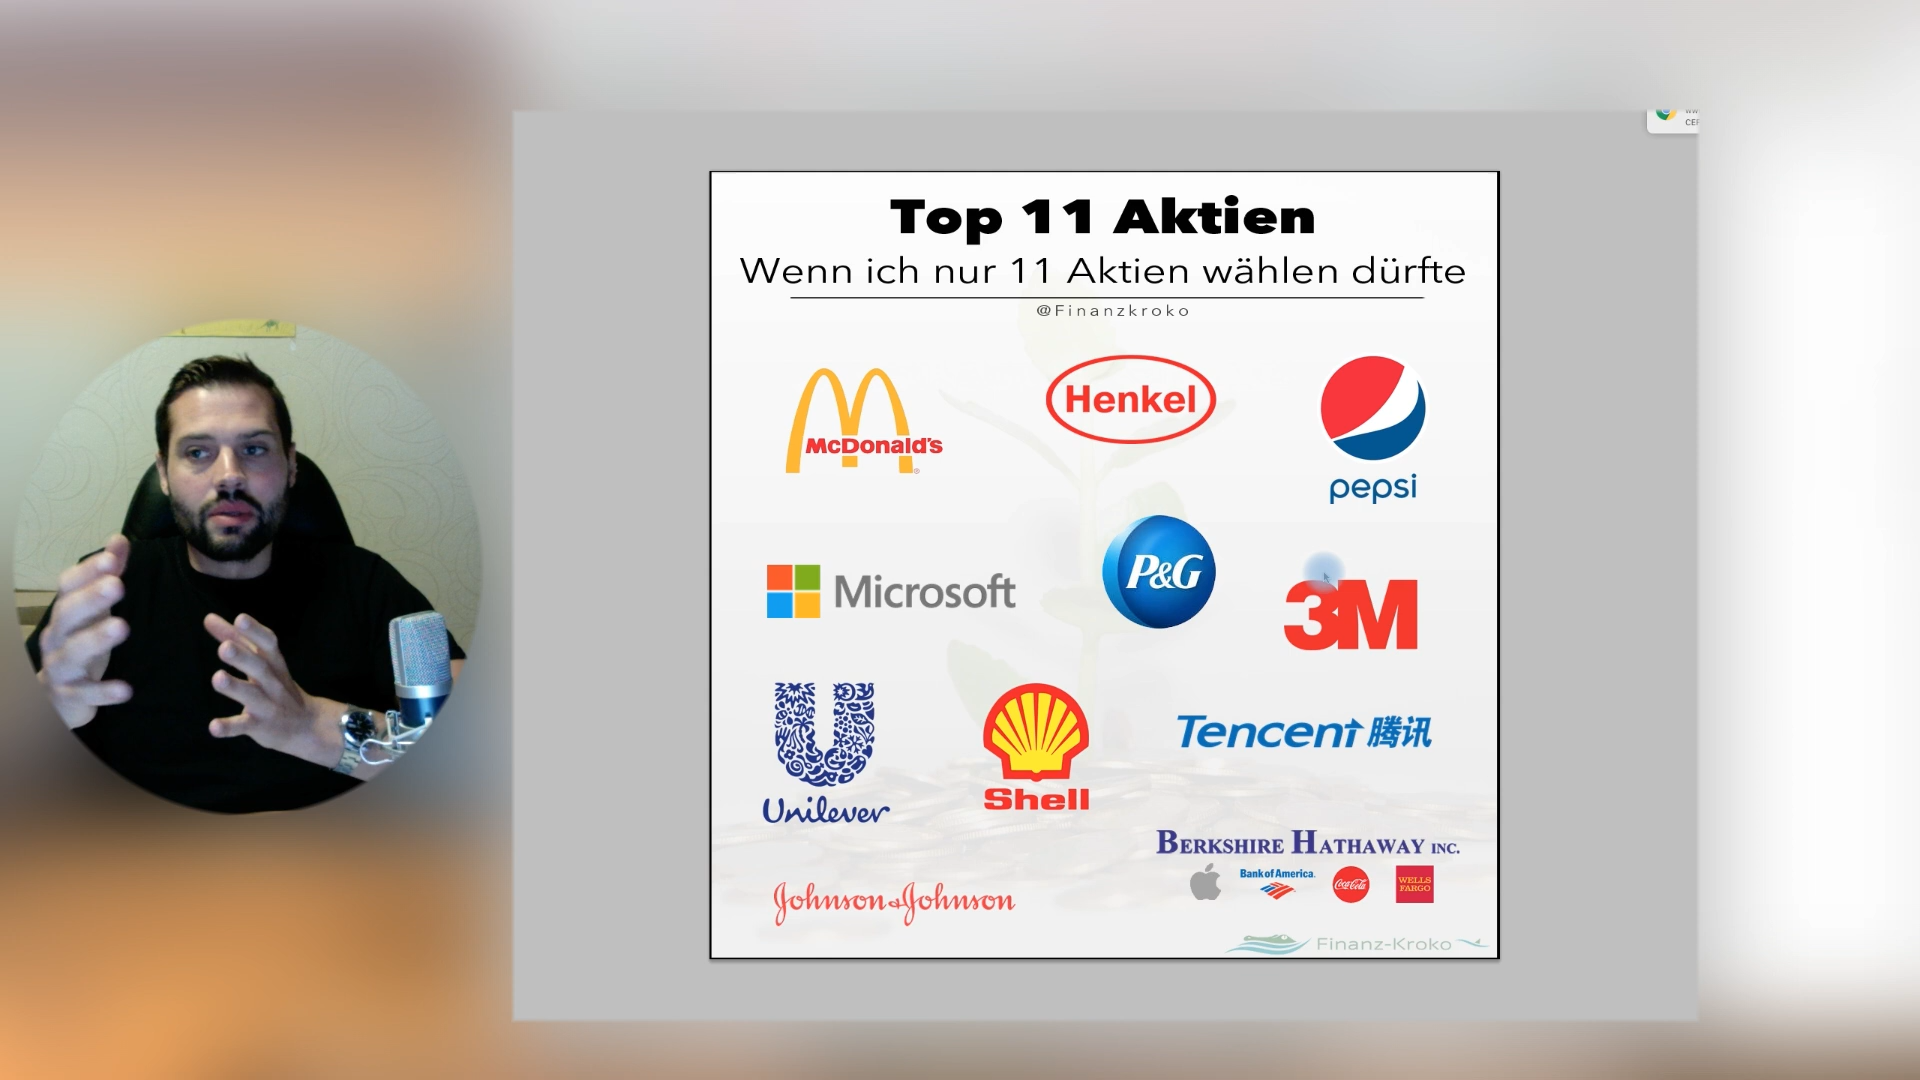 CER
Top 11 Aktien
Wenn ich nur 11 Aktien wählen dürfte
@Finanzkroko
McDonald's
Henkel
pepsi
Microsoft
P&G
3M
Unilever
Shell
Tencent 腾讯
BERKSHIRE HATHAWAY INC.
Bank of America.
Coca-Cola
WELLS
FARGO
Johnson & Johnson
Finanz-Kroko